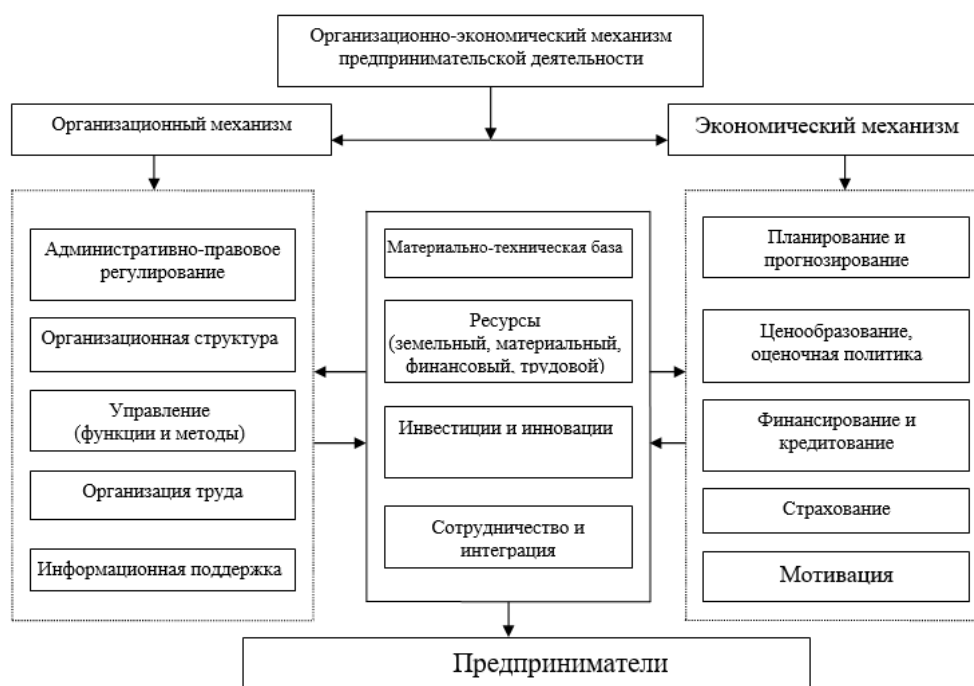 Организационно-экономический механизм
предпринимательской деятельности
Организационный механизм
Экономический механизм
Административно-правовое
регулирование
Организационная структура
Управление
(функции и методы)
Организация труда
Информационная поддержка
Материально-техническая база
Ресурсы
(земельный, материальный,
финансовый, трудовой)
Инвестиции и инновации
Сотрудничество и
интеграция
Планирование и
прогнозирование
Ценообразование,
оценочная политика
Финансирование и
кредитование
Страхование
Мотивация
Предприниматели